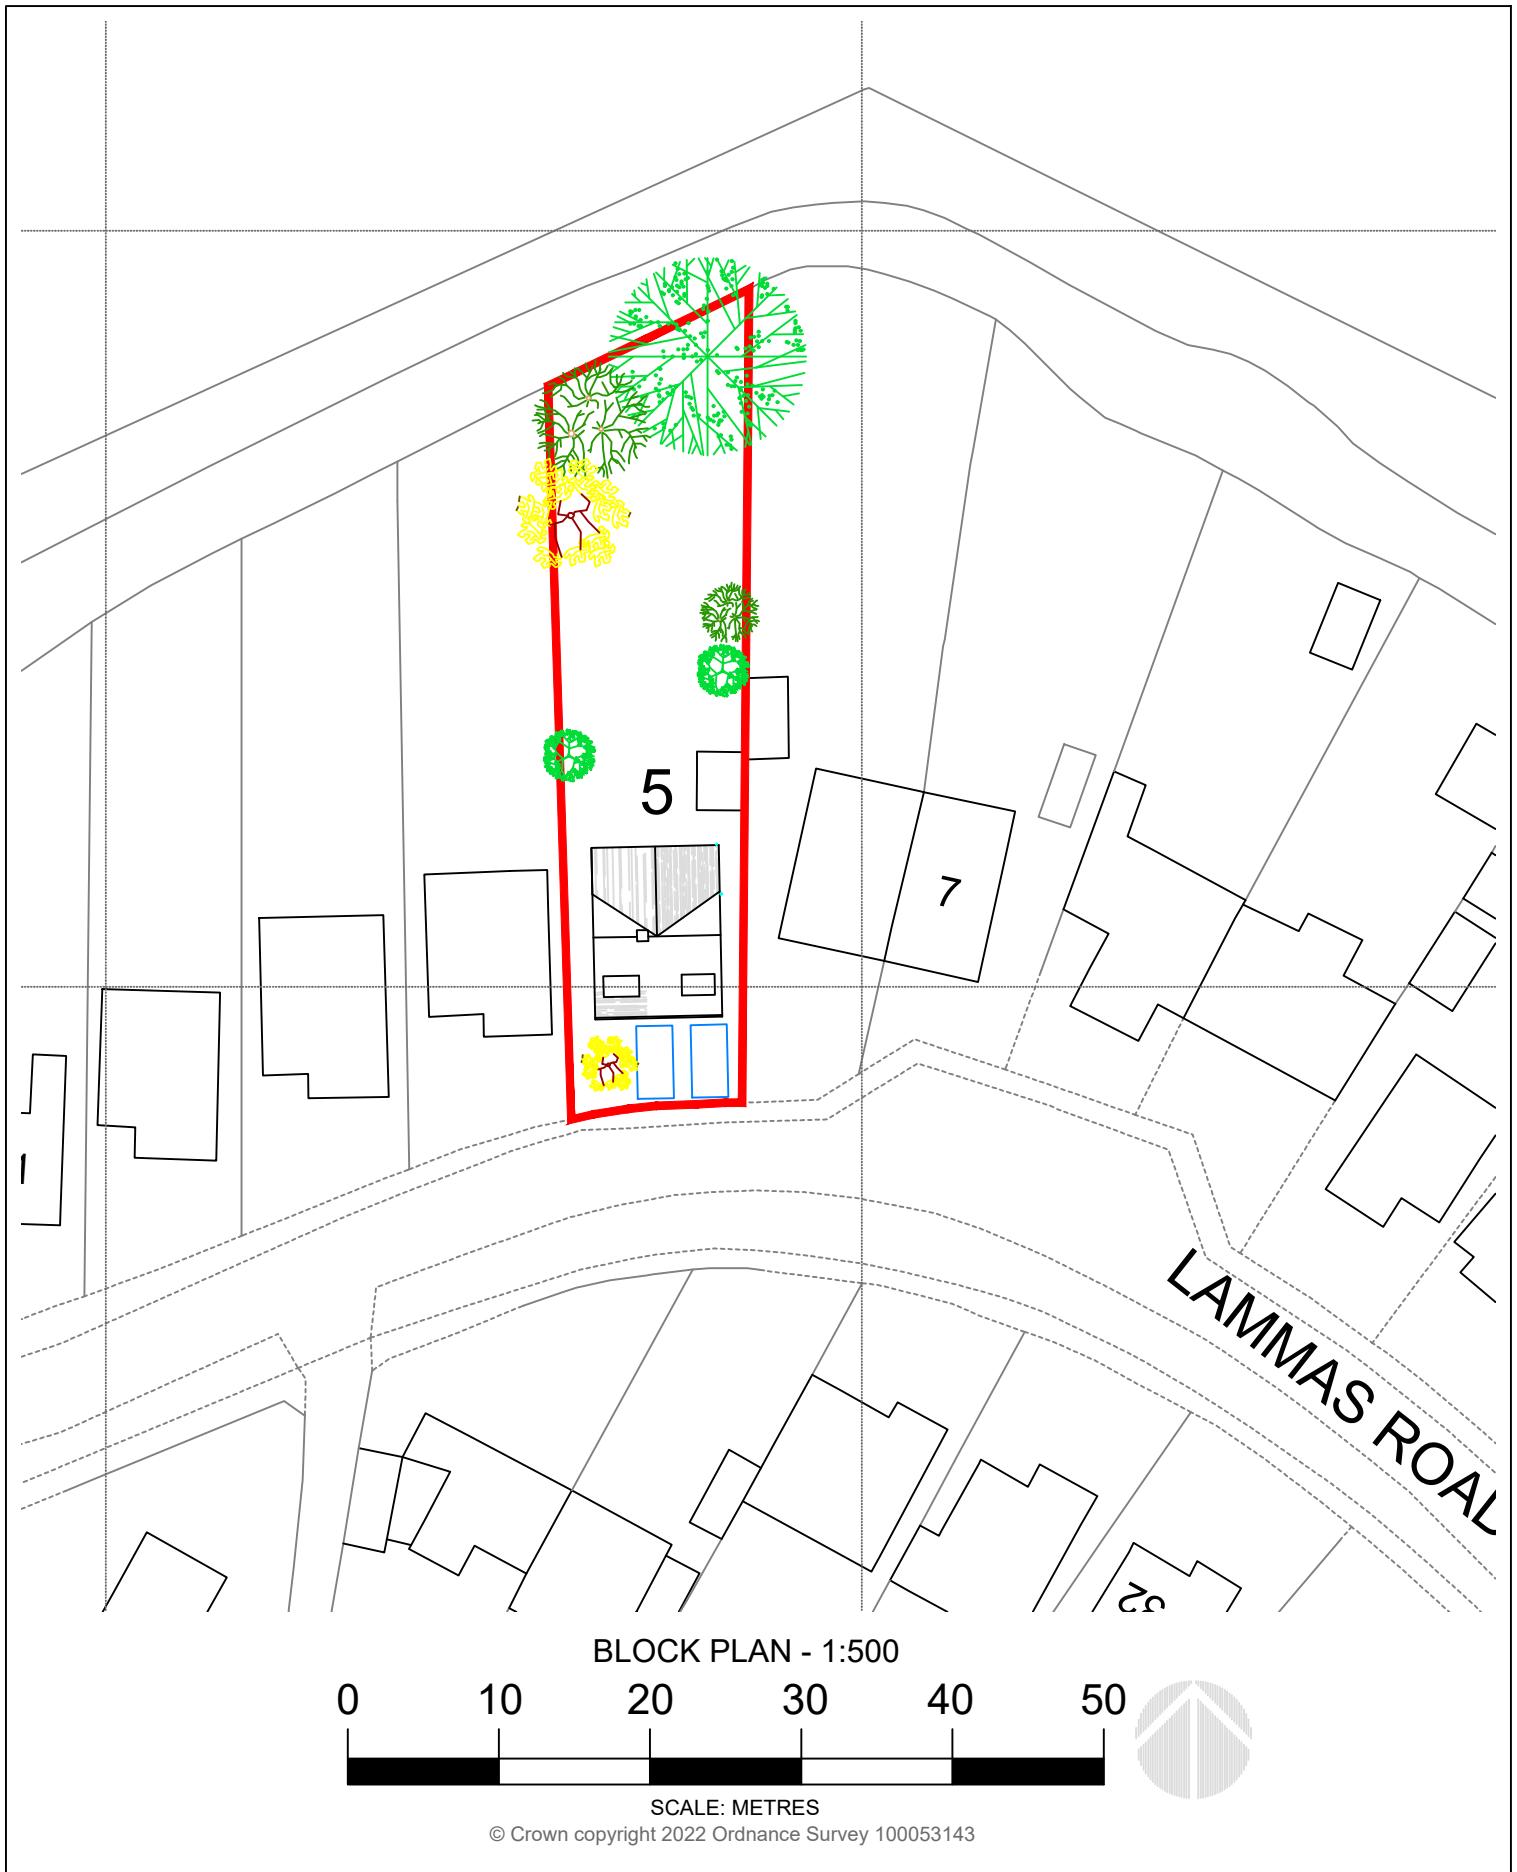 5
7
LAMMAS ROAD
32
BLOCK PLAN - 1:500
0 10 20 30 40 50
SCALE: METRES
© Crown copyright 2022 Ordnance Survey 100053143